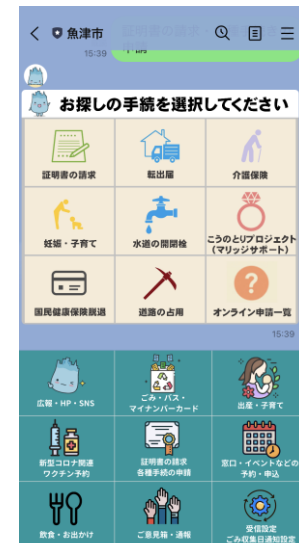 魚津市
証明書の請求・
申請
15:39
お探しの手続を選択してください
証明書の請求
転出届
介護保険
妊娠・子育て
水道の開閉栓
こうのとりプロジェクト
(マリッジサポート)
国民健康保険脱退
道路の占用
オンライン申請一覧
15:39
広報・HP・SNS
ごみ・バス・
マイナンバーカード
出産・子育て
新型コロナ関連
ワクチン予約
証明書の請求
各種手続の申請
窓口・イベントなどの
予約・申込
飲食・お出かけ
ご意見箱・通報
受信設定
ごみ収集日通知設定